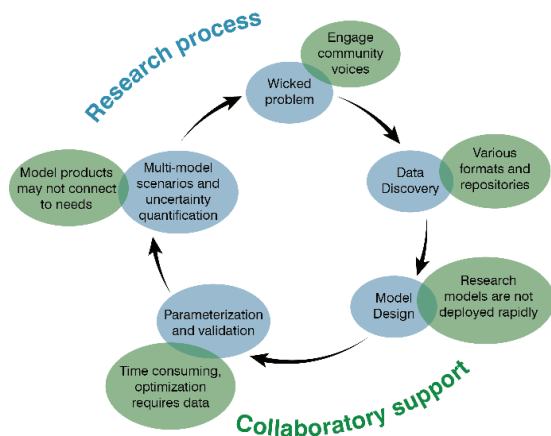 Research process
Engage
community
voices
Wicked
problem
Various
formats and
repositories
Data
Discovery
Research
models are not
deployed rapidly
Model
Design
Parameterization
and validation
Time consuming,
optimization
requires data
Multi-model
scenarios and
uncertainty
quantification
Model products
may not connect
to needs
Collaboratory support